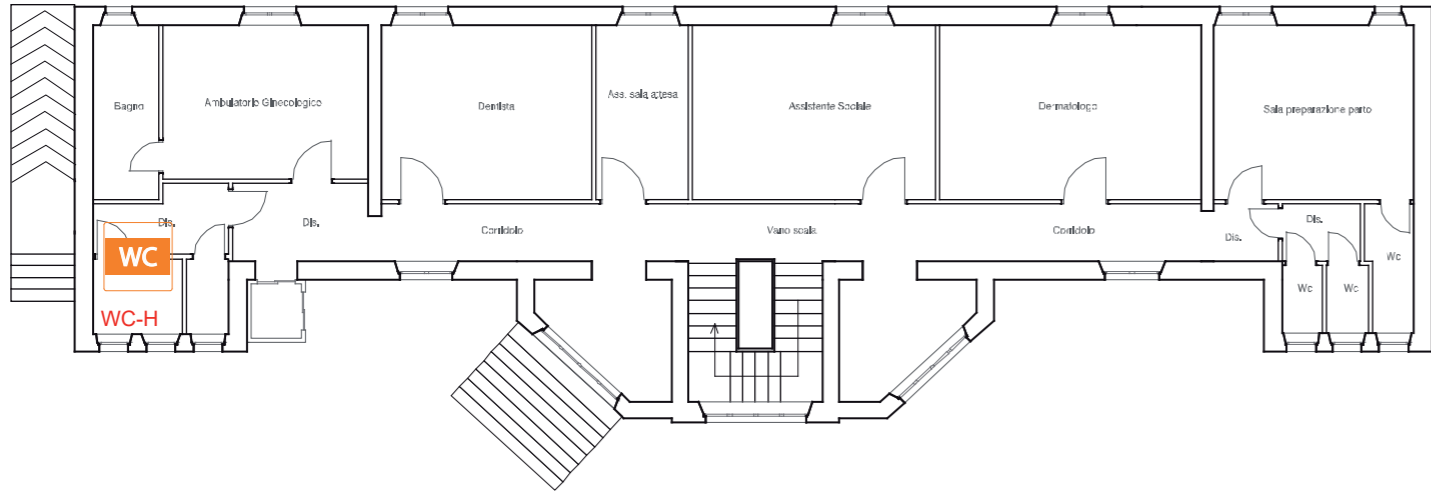 Bagno
Ambulatorio Ginecologico
Dentista
Ass. sala attesa
Assistente Sociale
Dermatologo
Sala preparazione parto
Dis.
Dis.
Corridoio
Vano scala
Corridoio
Dis.
Dis.
Wc
WC
Wc
Wc
WC-H